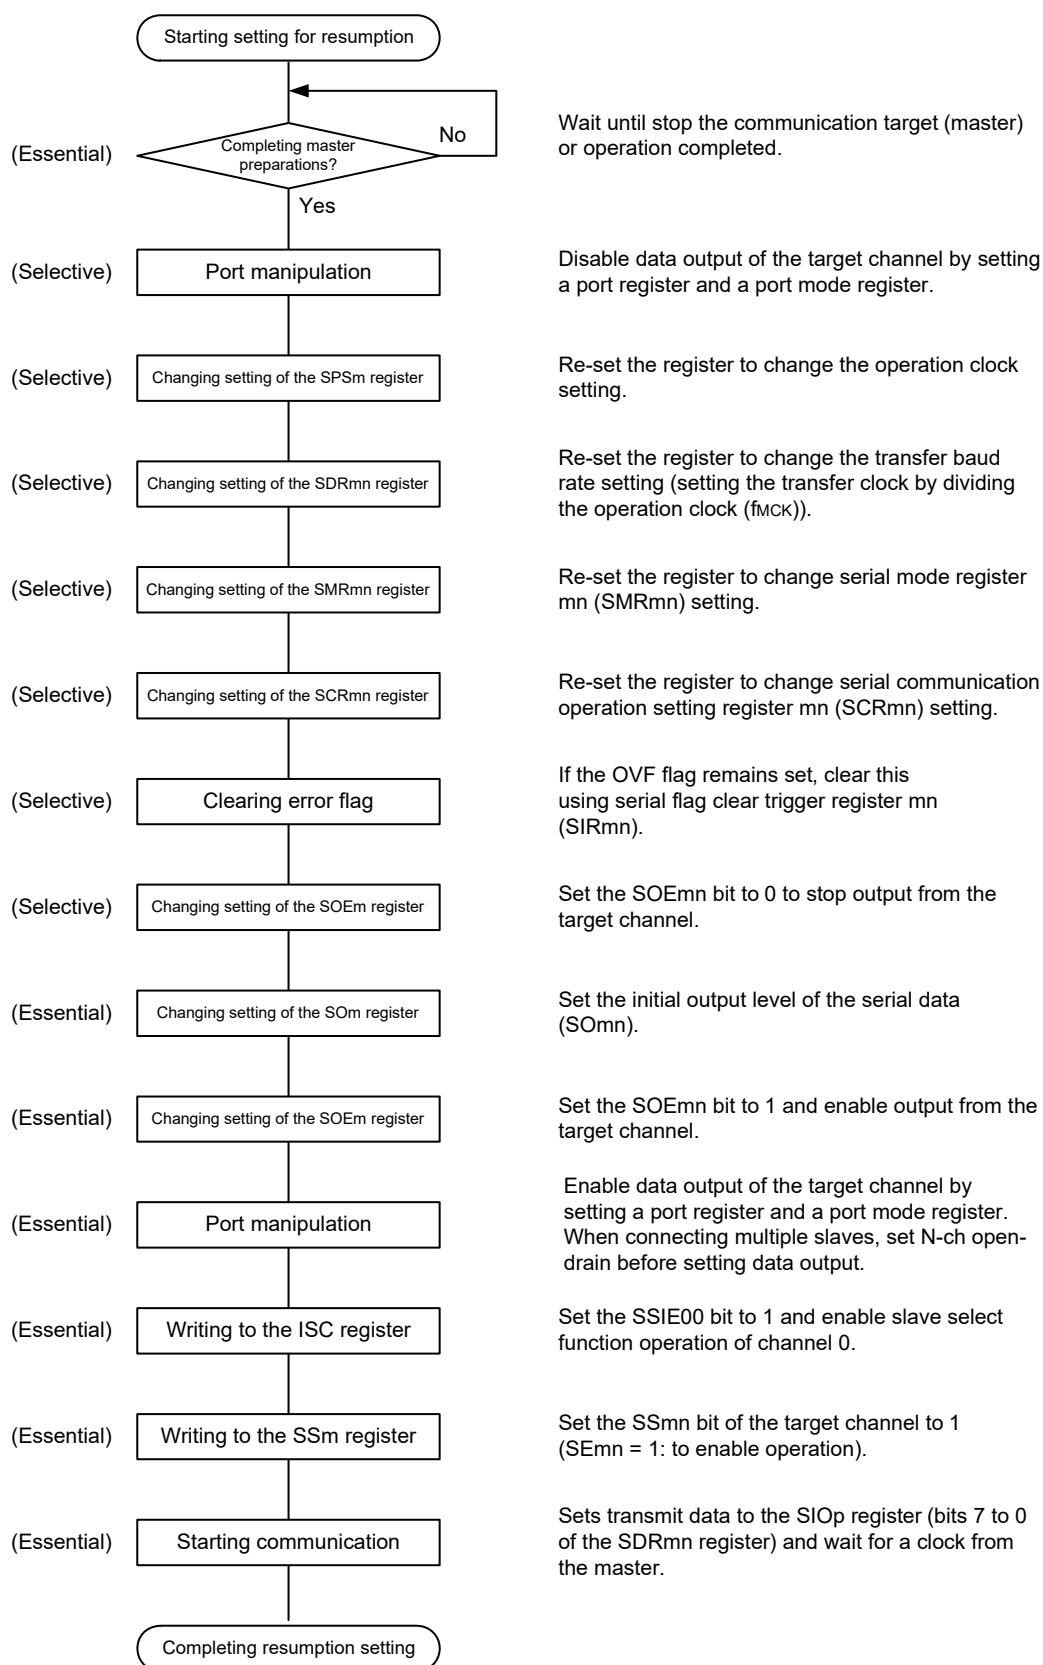 Starting setting for resumption
(Essential)
Completing master
preparations?
No
Yes
Wait until stop the communication target (master)
or operation completed.
(Selective)
Port manipulation
Disable data output of the target channel by setting
a port register and a port mode register.
(Selective)
Changing setting of the SPSm register
Re-set the register to change the operation clock
setting.
(Selective)
Changing setting of the SDRmn register
Re-set the register to change the transfer baud
rate setting (setting the transfer clock by dividing
the operation clock (fMCK)).
(Selective)
Changing setting of the SMRmn register
Re-set the register to change serial mode register
mn (SMRmn) setting.
(Selective)
Changing setting of the SCRmn register
Re-set the register to change serial communication
operation setting register mn (SCRmn) setting.
(Selective)
Clearing error flag
If the OVF flag remains set, clear this
using serial flag clear trigger register mn
(SIRmn).
(Selective)
Changing setting of the SOEm register
Set the SOEmn bit to 0 to stop output from the
target channel.
(Essential)
Changing setting of the SOm register
Set the initial output level of the serial data
(SOmn).
(Essential)
Changing setting of the SOEm register
Set the SOEmn bit to 1 and enable output from the
target channel.
(Essential)
Port manipulation
Enable data output of the target channel by
setting a port register and a port mode register.
When connecting multiple slaves, set N-ch open-
drain before setting data output.
(Essential)
Writing to the ISC register
Set the SSIE00 bit to 1 and enable slave select
function operation of channel 0.
(Essential)
Writing to the SSm register
Set the SSmn bit of the target channel to 1
(SEmn = 1: to enable operation).
(Essential)
Starting communication
Sets transmit data to the SIOp register (bits 7 to 0
of the SDRmn register) and wait for a clock from
the master.
Completing resumption setting